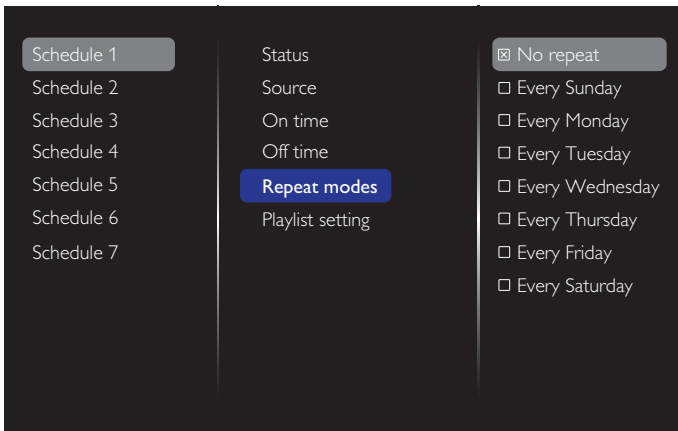 Schedule 1
Schedule 2
Schedule 3
Schedule 4
Schedule 5
Schedule 6
Schedule 7
Status
Source
On time
Off time
Repeat modes
Playlist setting
No repeat
Every Sunday
Every Monday
Every Tuesday
Every Wednesday
Every Thursday
Every Friday
Every Saturday